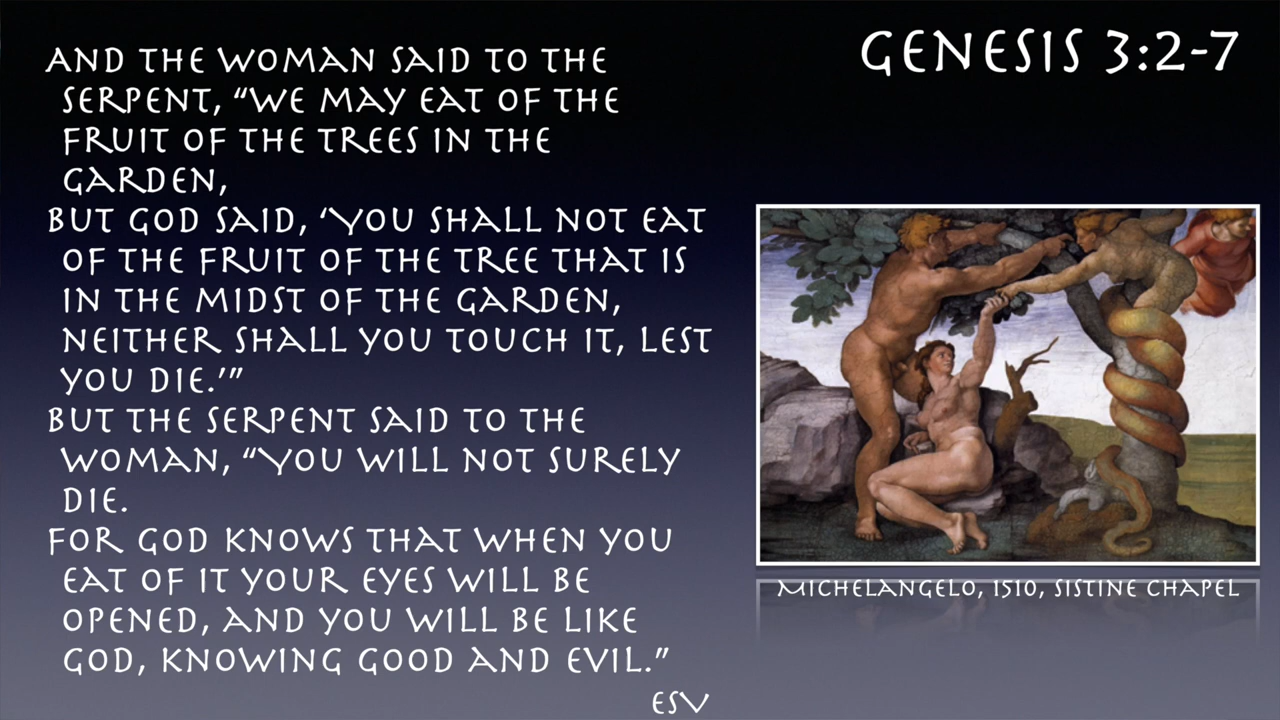 GENESIS 3:2-7
AND THE WOMAN SAID TO THE
SERPENT, “WE MAY EAT OF THE
FRUIT OF THE TREES IN THE
GARDEN,
BUT GOD SAID, ‘YOU SHALL NOT EAT
OF THE FRUIT OF THE TREE THAT IS
IN THE MIDST OF THE GARDEN,
NEITHER SHALL YOU TOUCH IT, LEST
YOU DIE.’”
BUT THE SERPENT SAID TO THE
WOMAN, “YOU WILL NOT SURELY
DIE.
FOR GOD KNOWS THAT WHEN YOU
EAT OF IT YOUR EYES WILL BE
OPENED, AND YOU WILL BE LIKE
GOD, KNOWING GOOD AND EVIL.”
ESV
MICHELANGELO, 1510, SISTINE CHAPEL